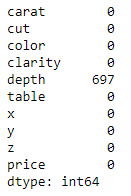 carat 0
cut 0
color 0
clarity 0
depth 697
table 0
x 0
y 0
z 0
price 0
dtype: int64